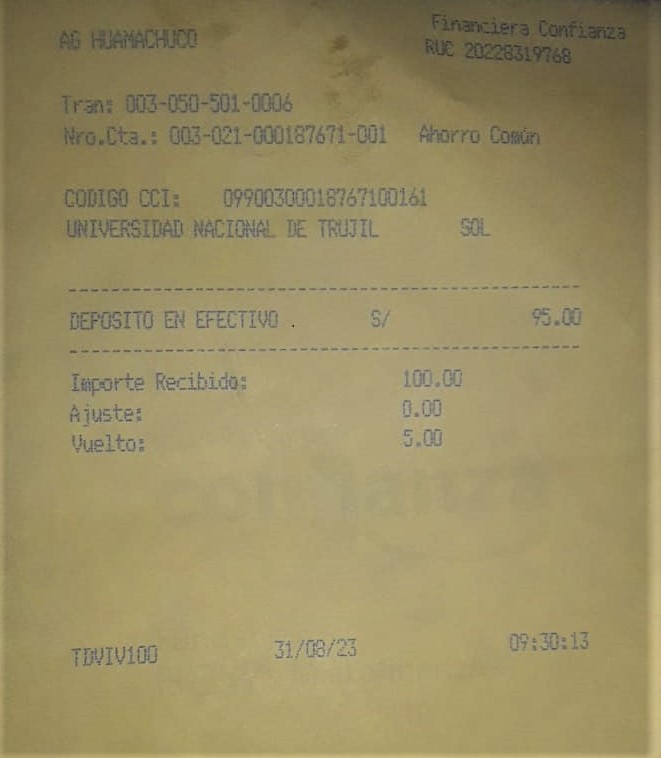 Financiera Confianza
AG HUAMACHUCO
RUC 20228319768
Tran: 003-050-501-0006
Nro.Cta.: 003-021-000187671-001 Ahorro Común
CODIGO CCI: 09900300018767100161
UNIVERSIDAD NACIONAL DE TRUJIL SOL
DEPOSITO EN EFECTIVO . S/ 95.00
Importe Recibido: 100.00
Ajuste: 0.00
Vuelto: 5.00
confianza
TDVIV100 31/08/23 09:30:13